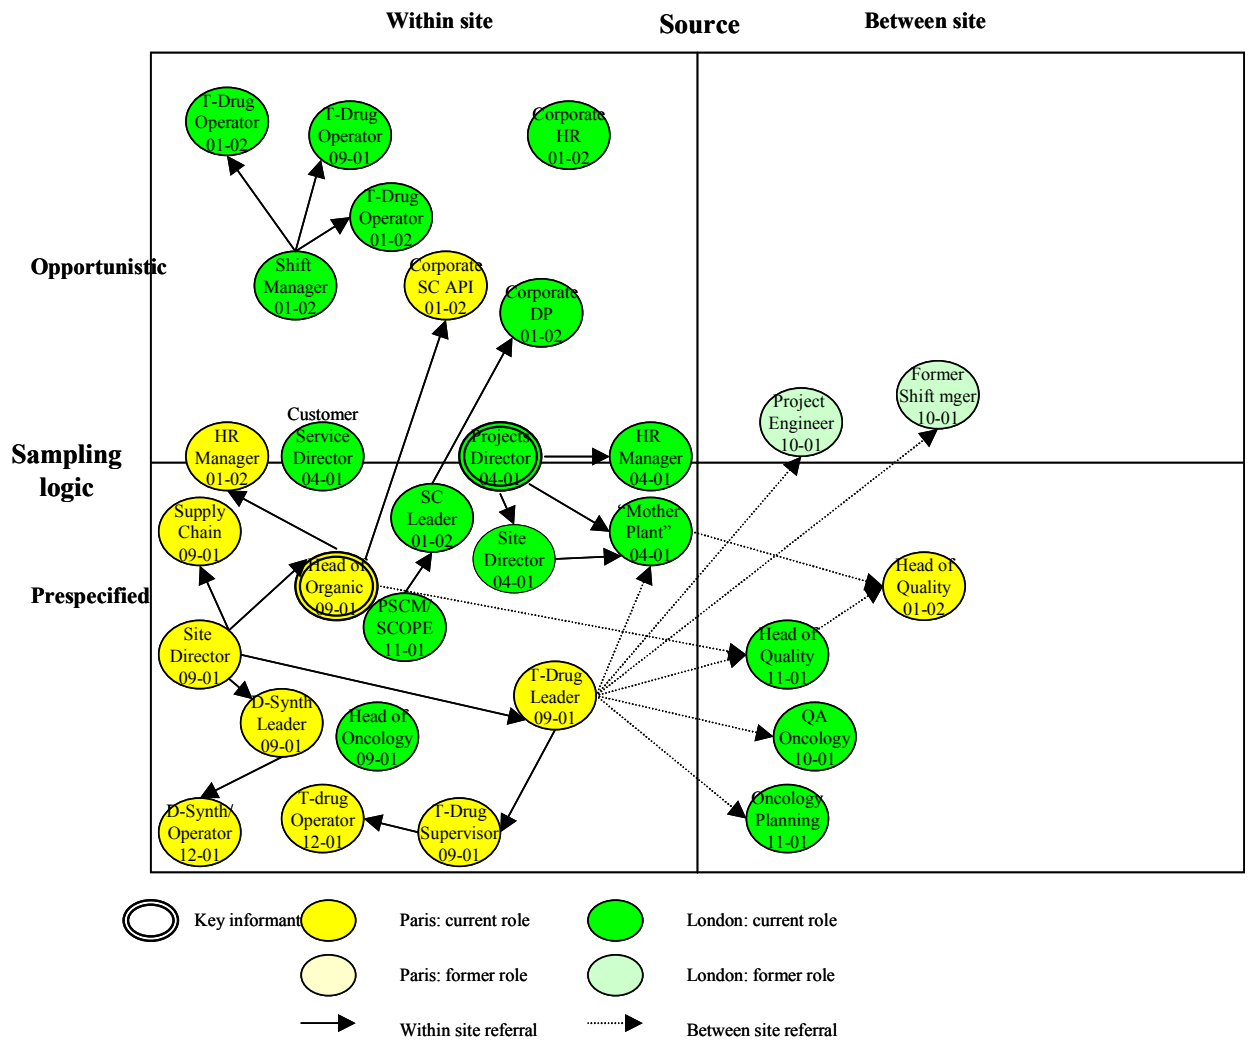 Within site
Source
Between site
T-Drug
Operator
01-02
T-Drug
Operator
09-01
Corporate
HR
01-02
T-Drug
Operator
01-02
Opportunistic
Shift
Manager
01-02
Corporate
SC API
01-02
Corporate
DP
01-02
Former
Shift mger
10-01
Project
Engineer
10-01
Sampling
logic
HR
Manager
01-02
Customer
Service
Director
04-01
Projects
Director
04-01
HR
Manager
04-01
Supply
Chain
09-01
SC
Leader
01-02
Site
Director
04-01
“Mother
Plant”
04-01
Prespecified
Head of
Organic
09-01
Head of
Quality
01-02
PSCM/
SCOPE
11-01
Site
Director
09-01
Head of
Quality
11-01
T-Drug
Leader
09-01
D-Synth
Leader
09-01
Head of
Oncology
09-01
QA
Oncology
10-01
D-Synth/
Operator
12-01
T-drug
Operator
12-01
T-Drug
Supervisor
09-01
Oncology
Planning
11-01
Key informant
Paris: current role
London: current role
Paris: former role
London: former role
Within site referral
Between site referral